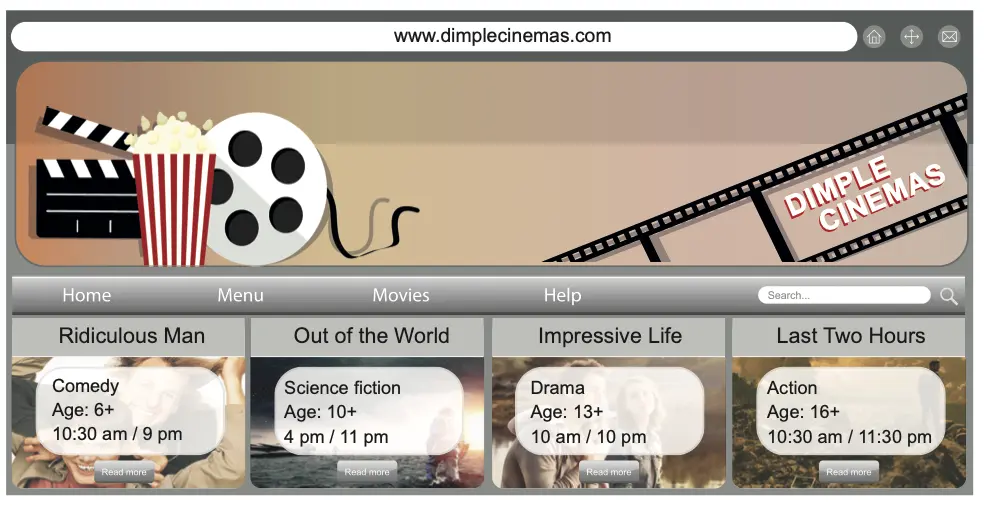 www.dimplecinemas.com
DIMPLE
CINEMAS
Home Menu Movies Help Search...
Ridiculous Man
Comedy
Age: 6+
10:30 am / 9 pm
Read more
Out of the World
Science fiction
Age: 10+
4 pm / 11 pm
Read more
Impressive Life
Drama
Age: 13+
10 am / 10 pm
Read more
Last Two Hours
Action
Age: 16+
10:30 am / 11:30 pm
Read more